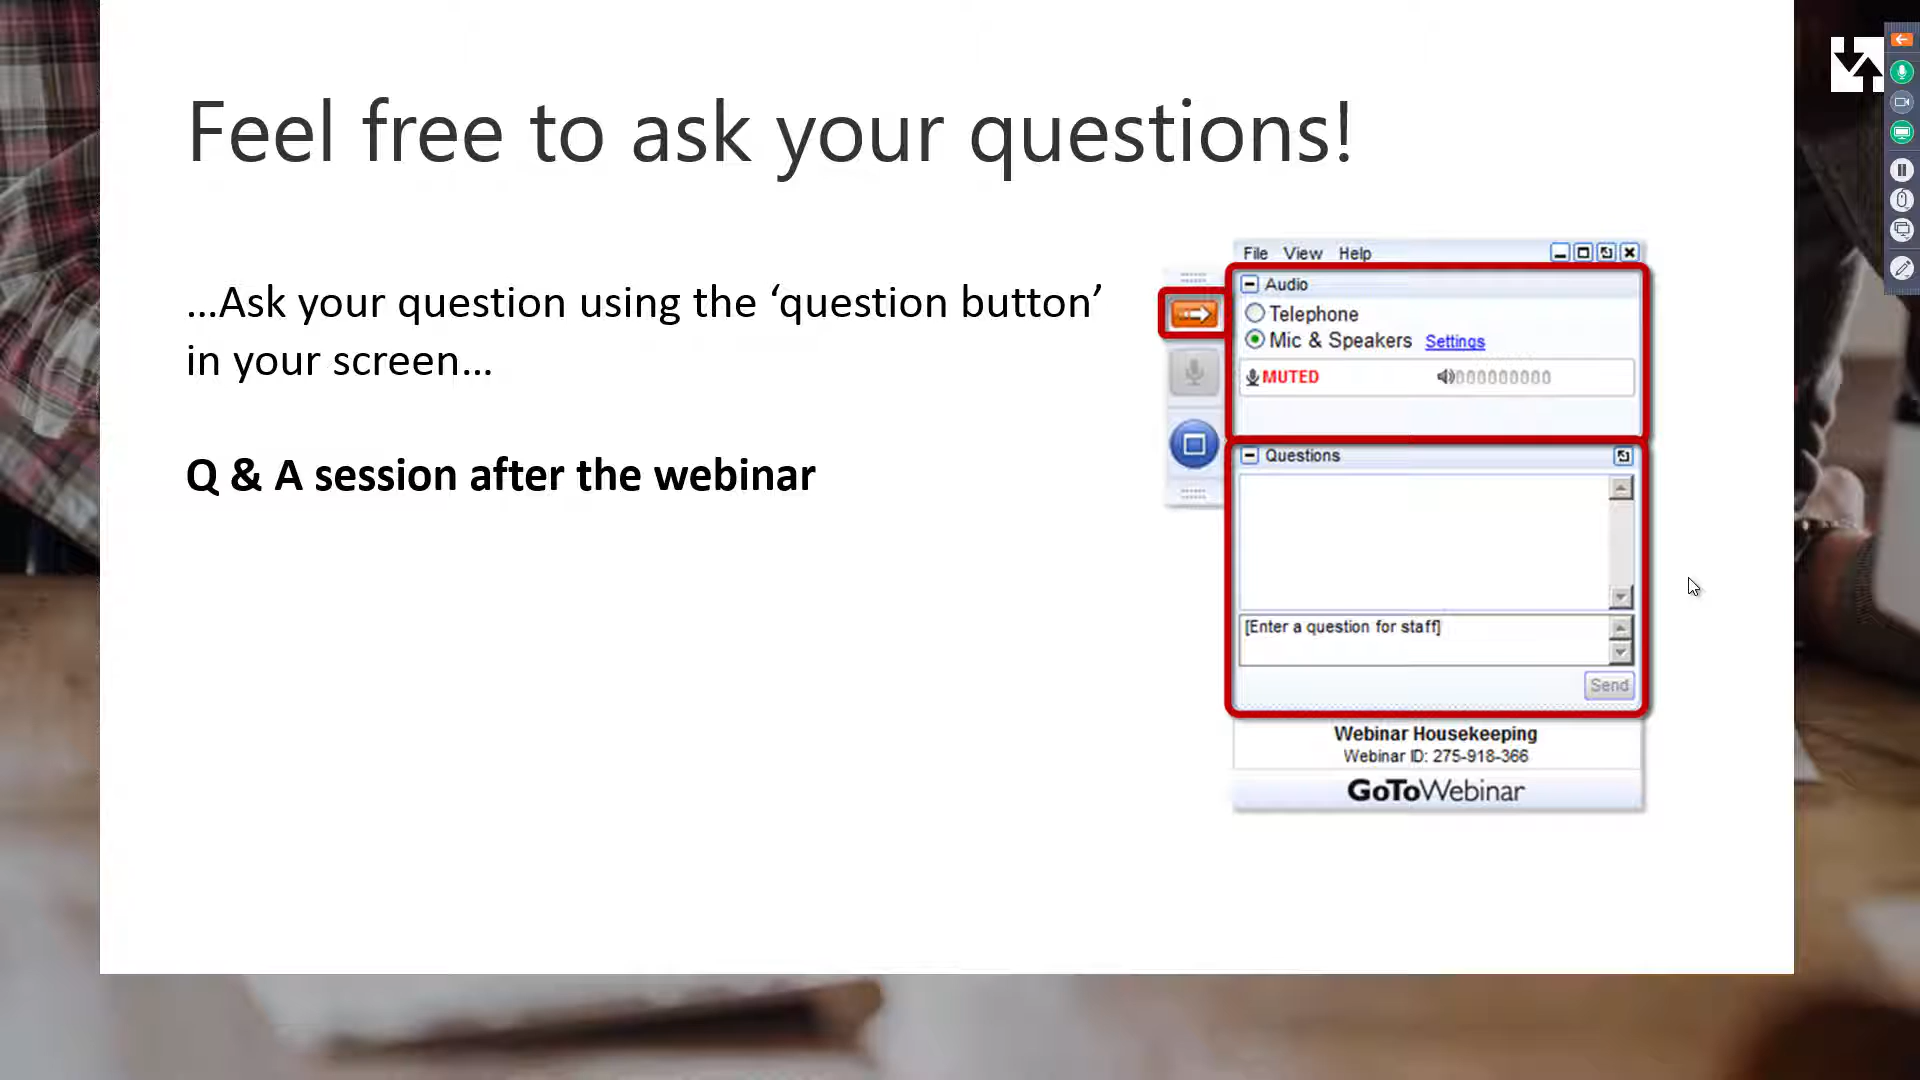 Feel free to ask your questions!
...Ask your question using the ‘question button’
in your screen...
Q & A session after the webinar
File View Help
Audio
Telephone
Mic & Speakers Settings
MUTED
Questions
[Enter a question for staff]
Send
Webinar Housekeeping
Webinar ID: 275-918-366
GoToWebinar